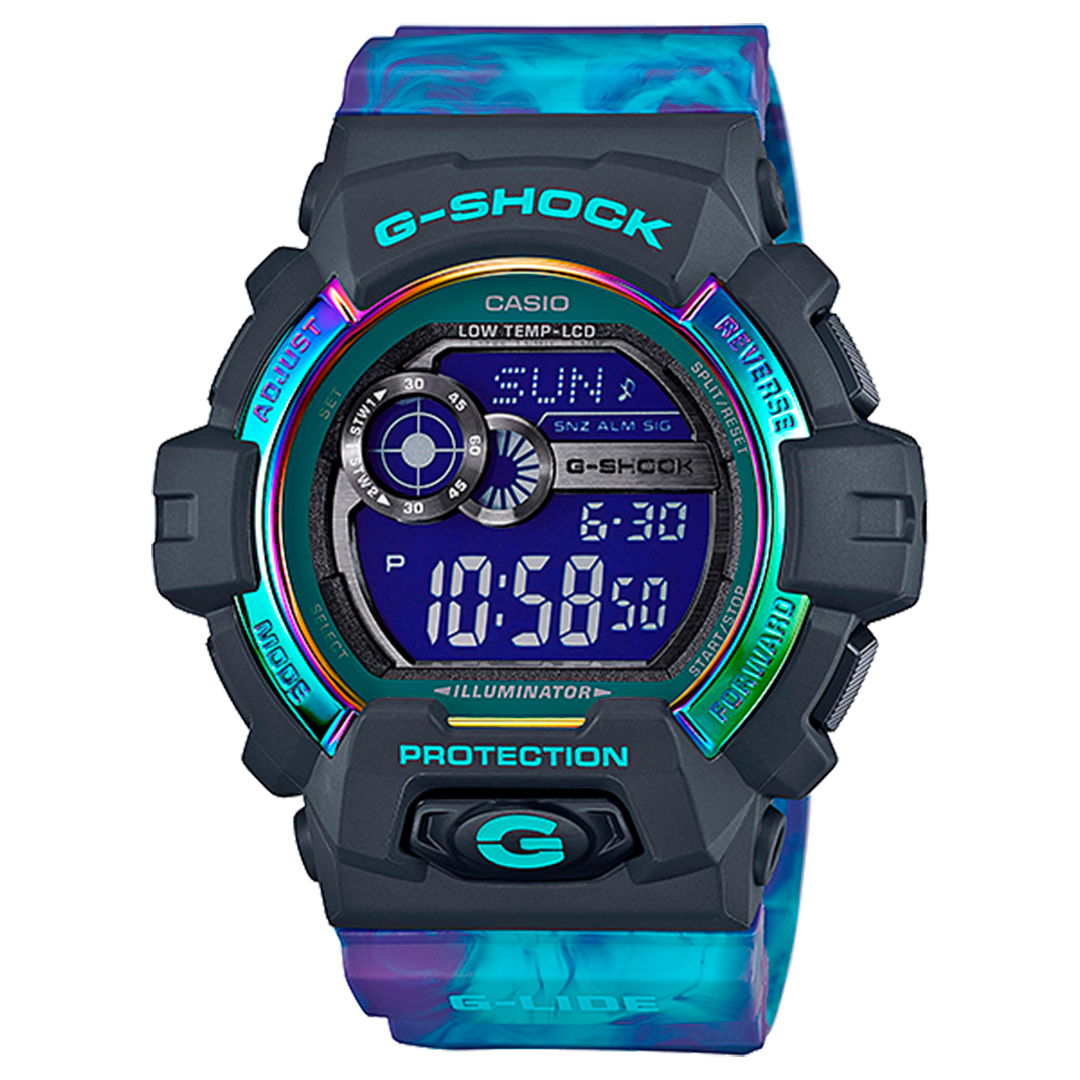 G-SHOCK
CASIO
LOW TEMP-LCD
ADJUST
REVERSE
SET
SPLIT/RESET
SUN
SNZ ALM SIG
30
45
60
45
30
STW1
STW2
G-SHOCK
6-30
P
10:58 50
SELECT
START/STOP
MODE
FORWARD
ILLUMINATOR
PROTECTION
G
G-LIDE